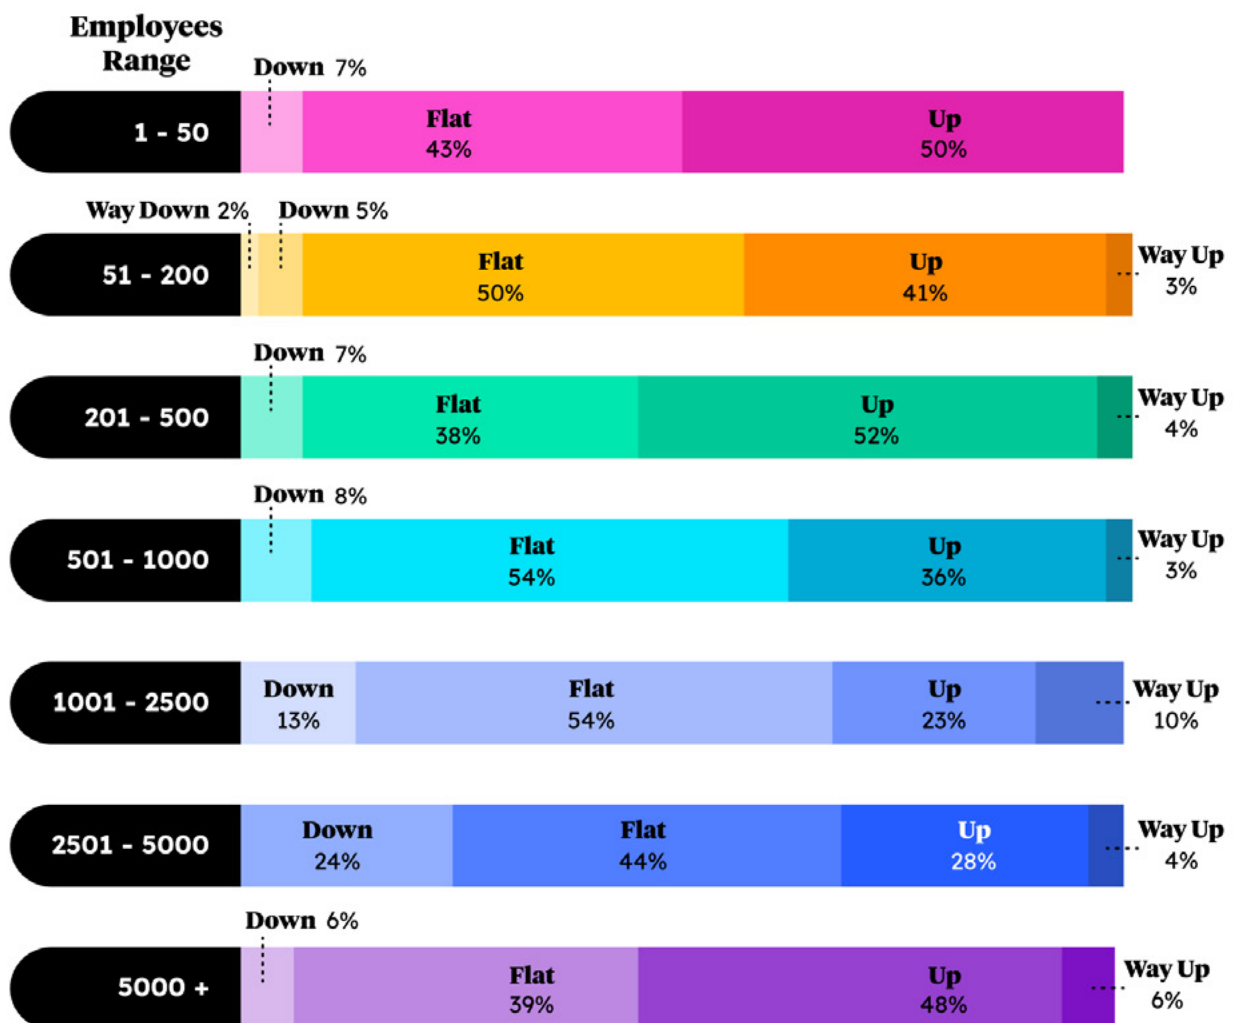 Employees
Range
Down 7%
1 - 50
Flat
43%
Up
50%
Way Down 2%
Down 5%
51 - 200
Flat
50%
Up
41%
Way Up
3%
Down 7%
201 - 500
Flat
38%
Up
52%
Way Up
4%
Down 8%
501 - 1000
Flat
54%
Up
36%
Way Up
3%
1001 - 2500
Down
13%
Flat
54%
Up
23%
Way Up
10%
2501 - 5000
Down
24%
Flat
44%
Up
28%
Way Up
4%
Down 6%
5000 +
Flat
39%
Up
48%
Way Up
6%